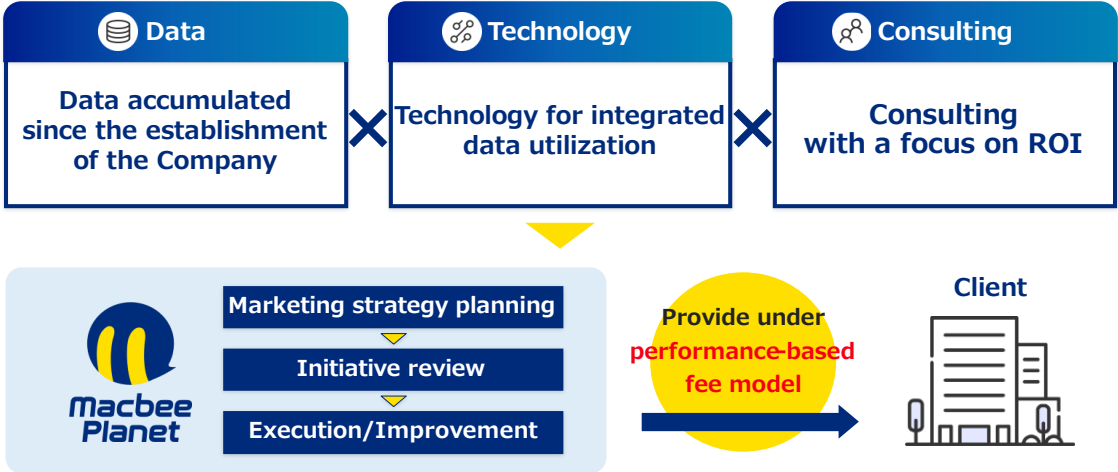 Data
Technology
Consulting
Data accumulated
since the establishment
of the Company
Technology for integrated
data utilization
Consulting
with a focus on ROI
Macbee
Planet
Marketing strategy planning
Initiative review
Execution/Improvement
Provide under
performance-based
fee model
Client